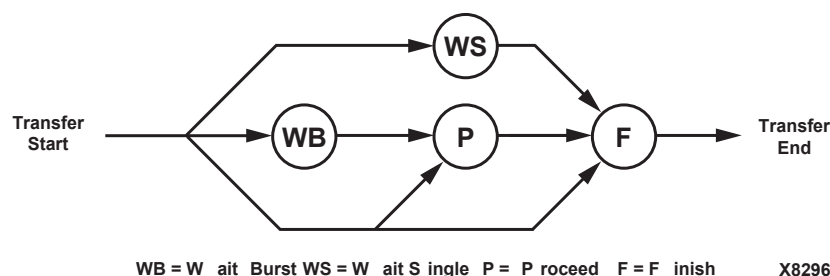 WS
Transfer
Start
WB
P
F
Transfer
End
WB = W ait Burst WS = W ait S ingle P = P roceed F = F inish
X8296